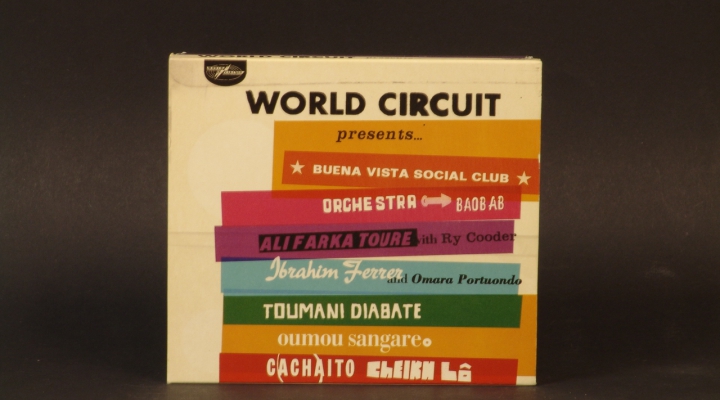 WORLD CIRCUIT
presents...
★ BUENA VISTA SOCIAL CLUB ★
ORCHESTRA BAOBAB
ALI FARKA TOURE with Ry Cooder
Ibrahim Ferrer and Omara Portuondo
TOUMANI DIABATE
oumou sangare
CACHAITO CHEIKH LÔ